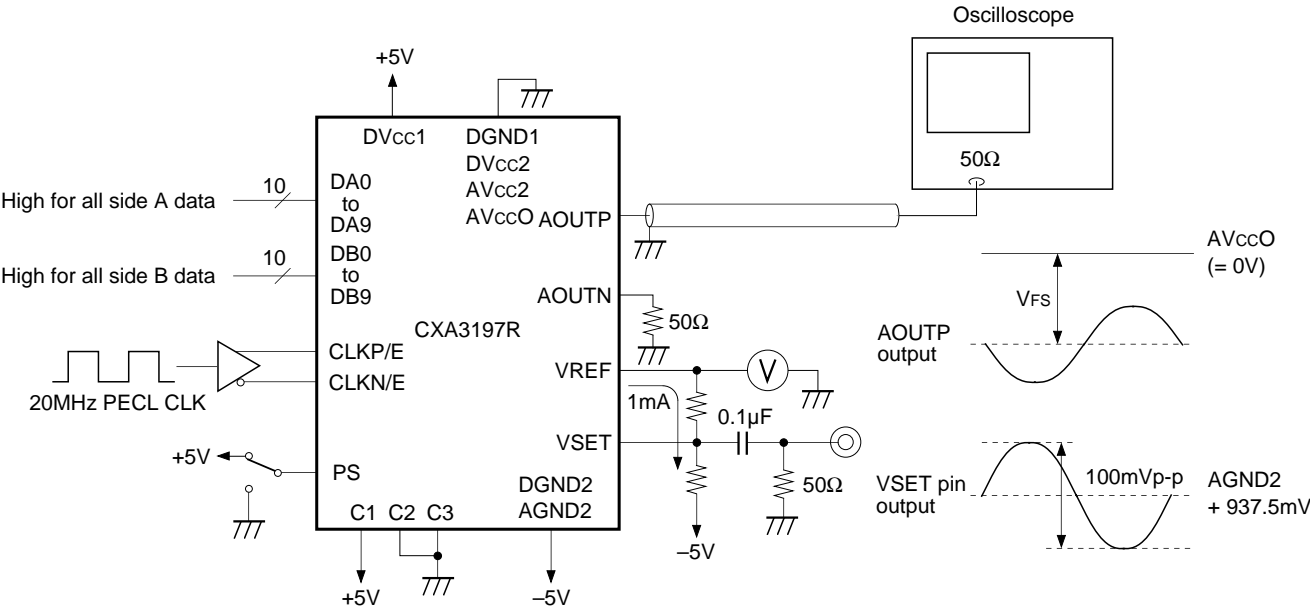 Oscilloscope
50Ω
+5V
DVCC1
DGND1
DVCC2
AVCC2
AVCCO
AOUTP
High for all side A data
10
DA0
to
DA9
High for all side B data
10
DB0
to
DB9
AOUTN
50Ω
CXA3197R
20MHz PECL CLK
CLKP/E
CLKN/E
VREF
V
1mA
0.1µF
VSET
50Ω
–5V
+5V
PS
DGND2
AGND2
C1 C2 C3
+5V
–5V
AVCCO
(= 0V)
VFS
AOUTP
output
VSET pin
output
100mVp-p
AGND2
+ 937.5mV